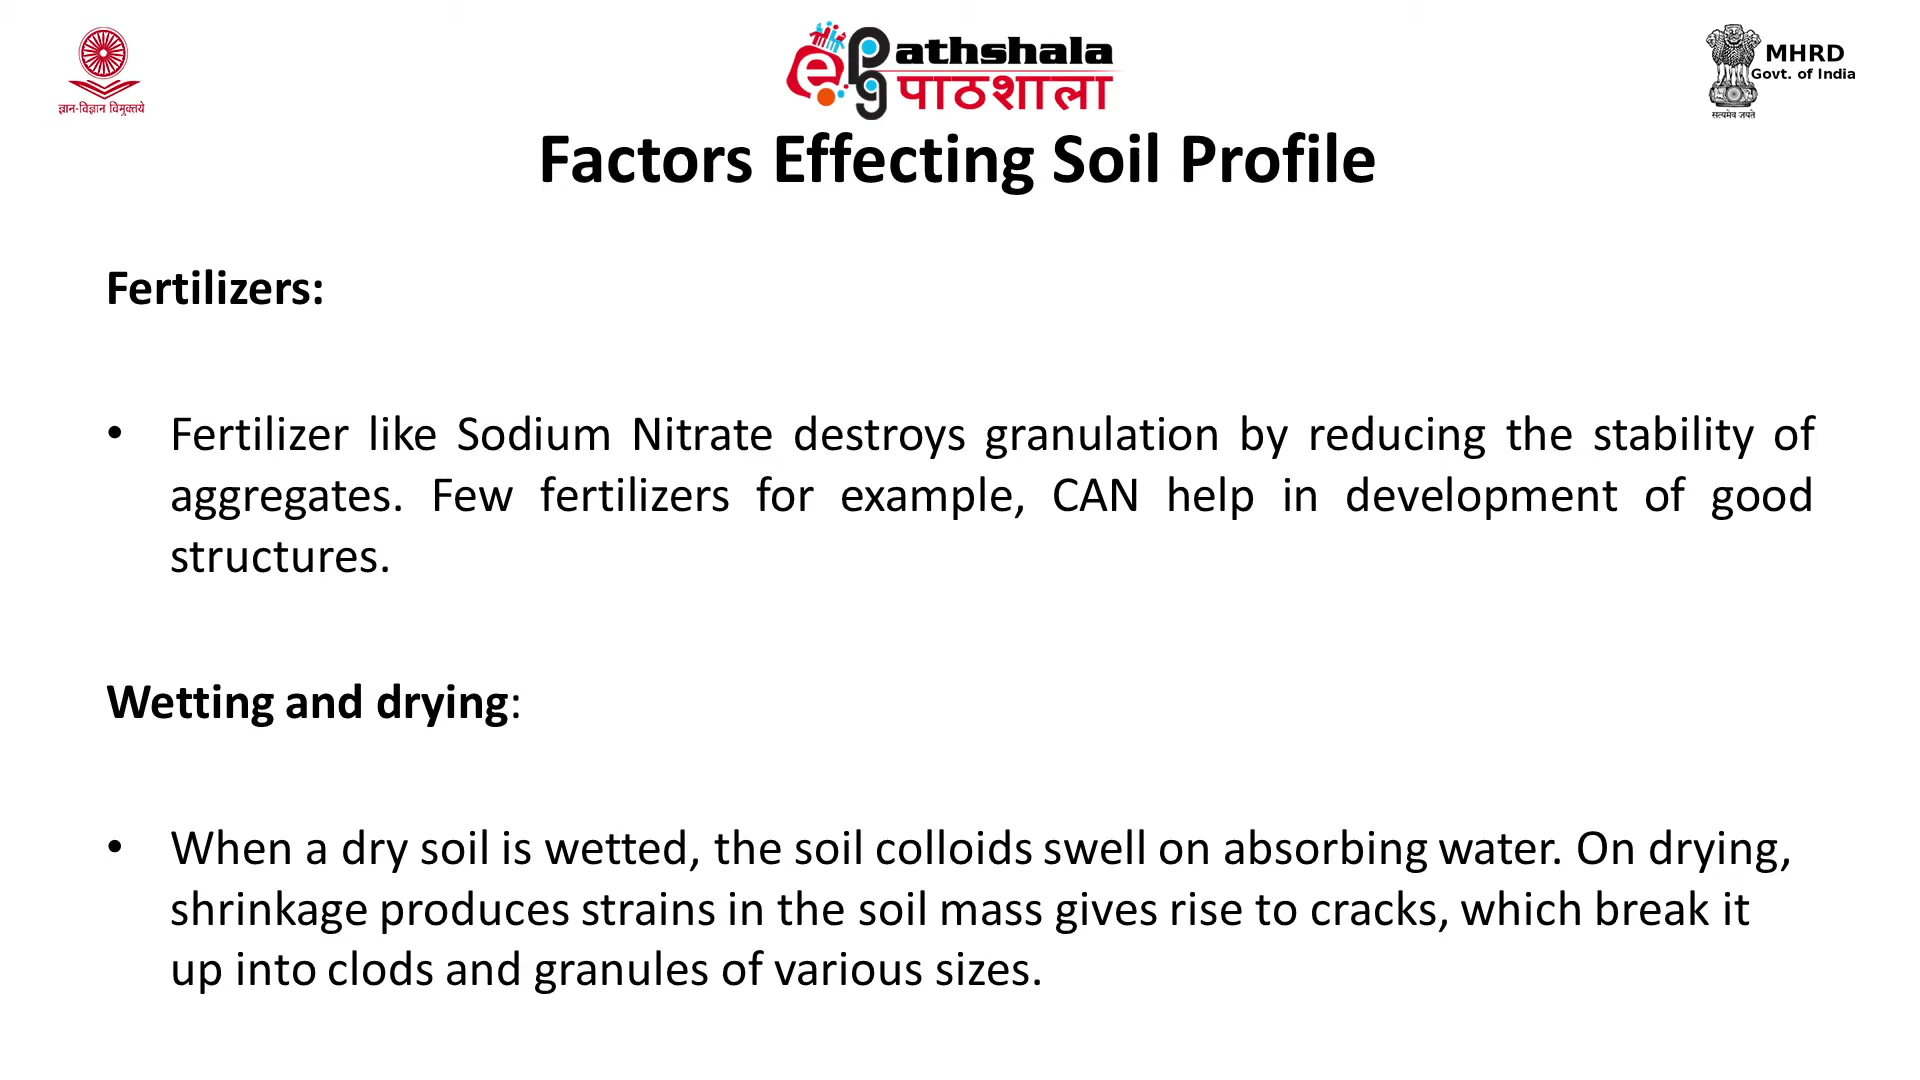 ज्ञान-विज्ञान विमुक्तये
ePG athshala
पाठशाला
MHRD
Govt. of India
सत्यमेव जयते
Factors Effecting Soil Profile
Fertilizers:
• Fertilizer like Sodium Nitrate destroys granulation by reducing the stability of
aggregates. Few fertilizers for example, CAN help in development of good
structures.
Wetting and drying:
• When a dry soil is wetted, the soil colloids swell on absorbing water. On drying,
shrinkage produces strains in the soil mass gives rise to cracks, which break it
up into clods and granules of various sizes.